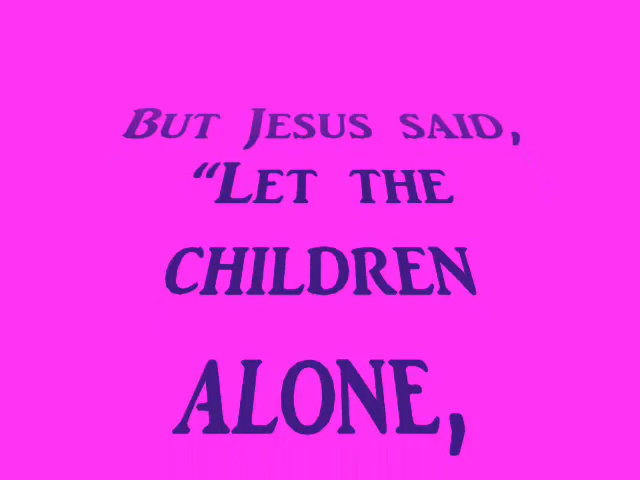 But Jesus said,
“Let the
children
alone,